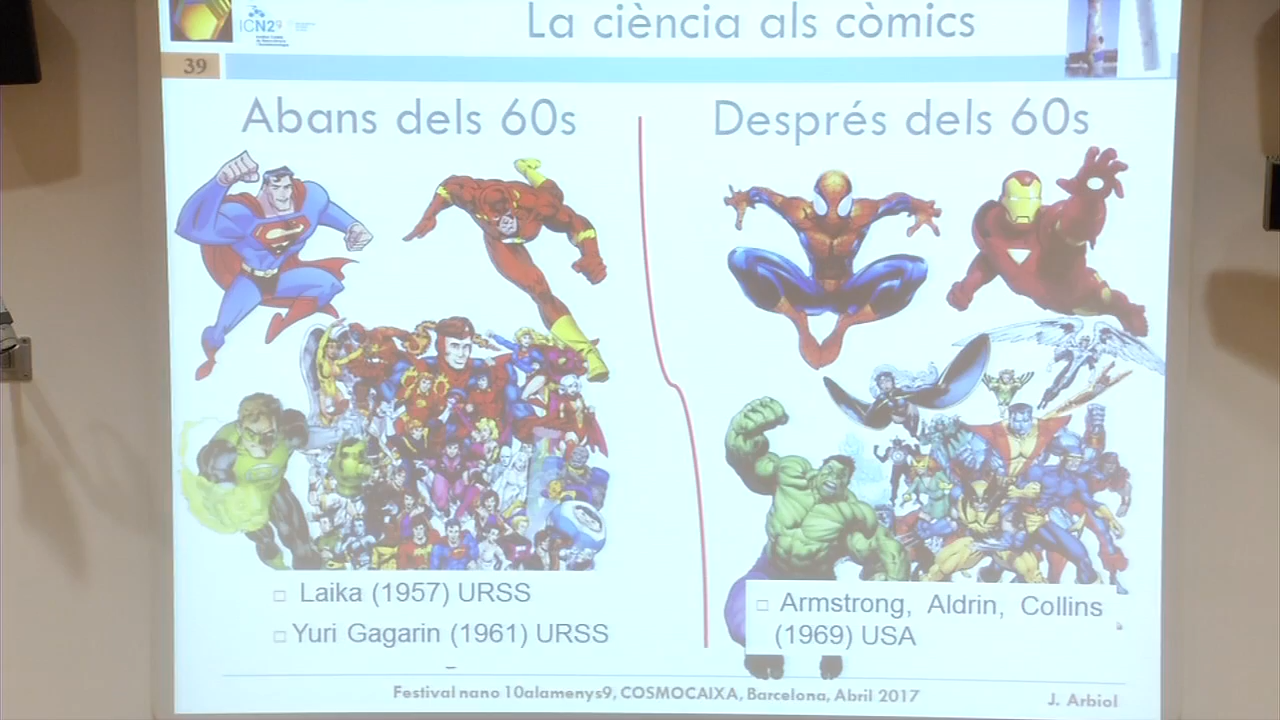 La ciència als còmics
ICN2
39
Abans dels 60s
Després dels 60s
□ Laika (1957) URSS
□ Yuri Gagarin (1961) URSS
□ Armstrong, Aldrin, Collins
(1969) USA
Festival nano 10alamenys9, COSMOCAIXA, Barcelona, Abril 2017
J. Arbiol